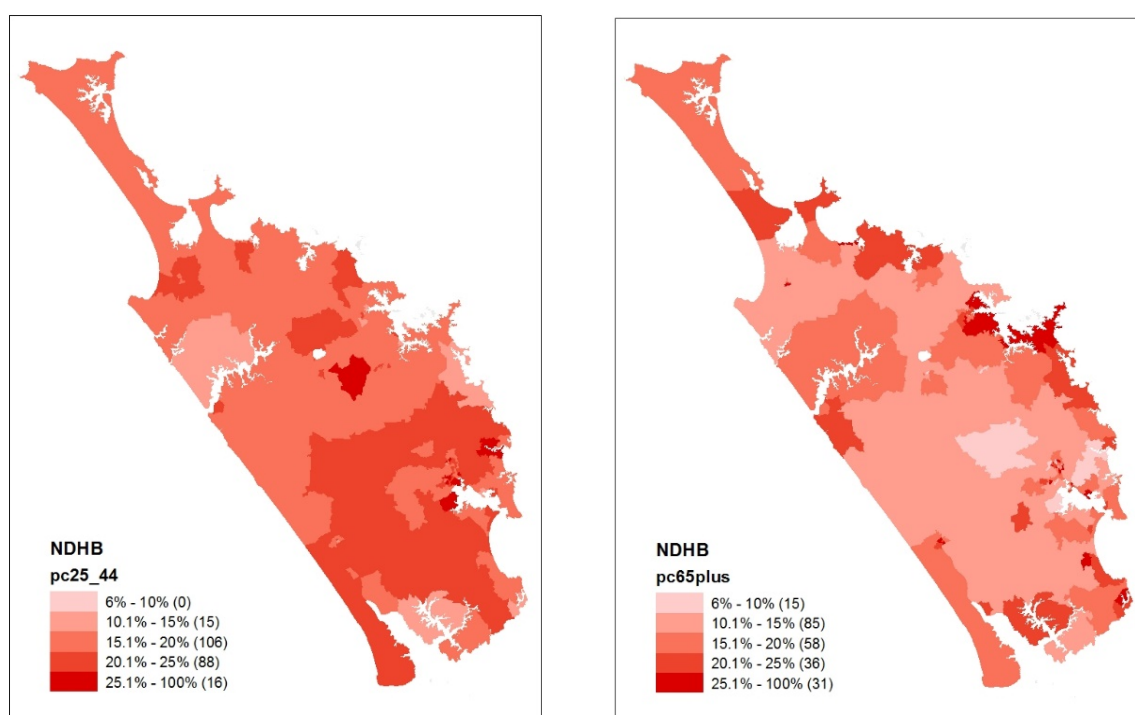 NDHB
pc25_44
6% - 10% (0)
10.1% - 15% (15)
15.1% - 20% (106)
20.1% - 25% (88)
25.1% - 100% (16)
NDHB
pc65plus
6% - 10% (15)
10.1% - 15% (85)
15.1% - 20% (58)
20.1% - 25% (36)
25.1% - 100% (31)